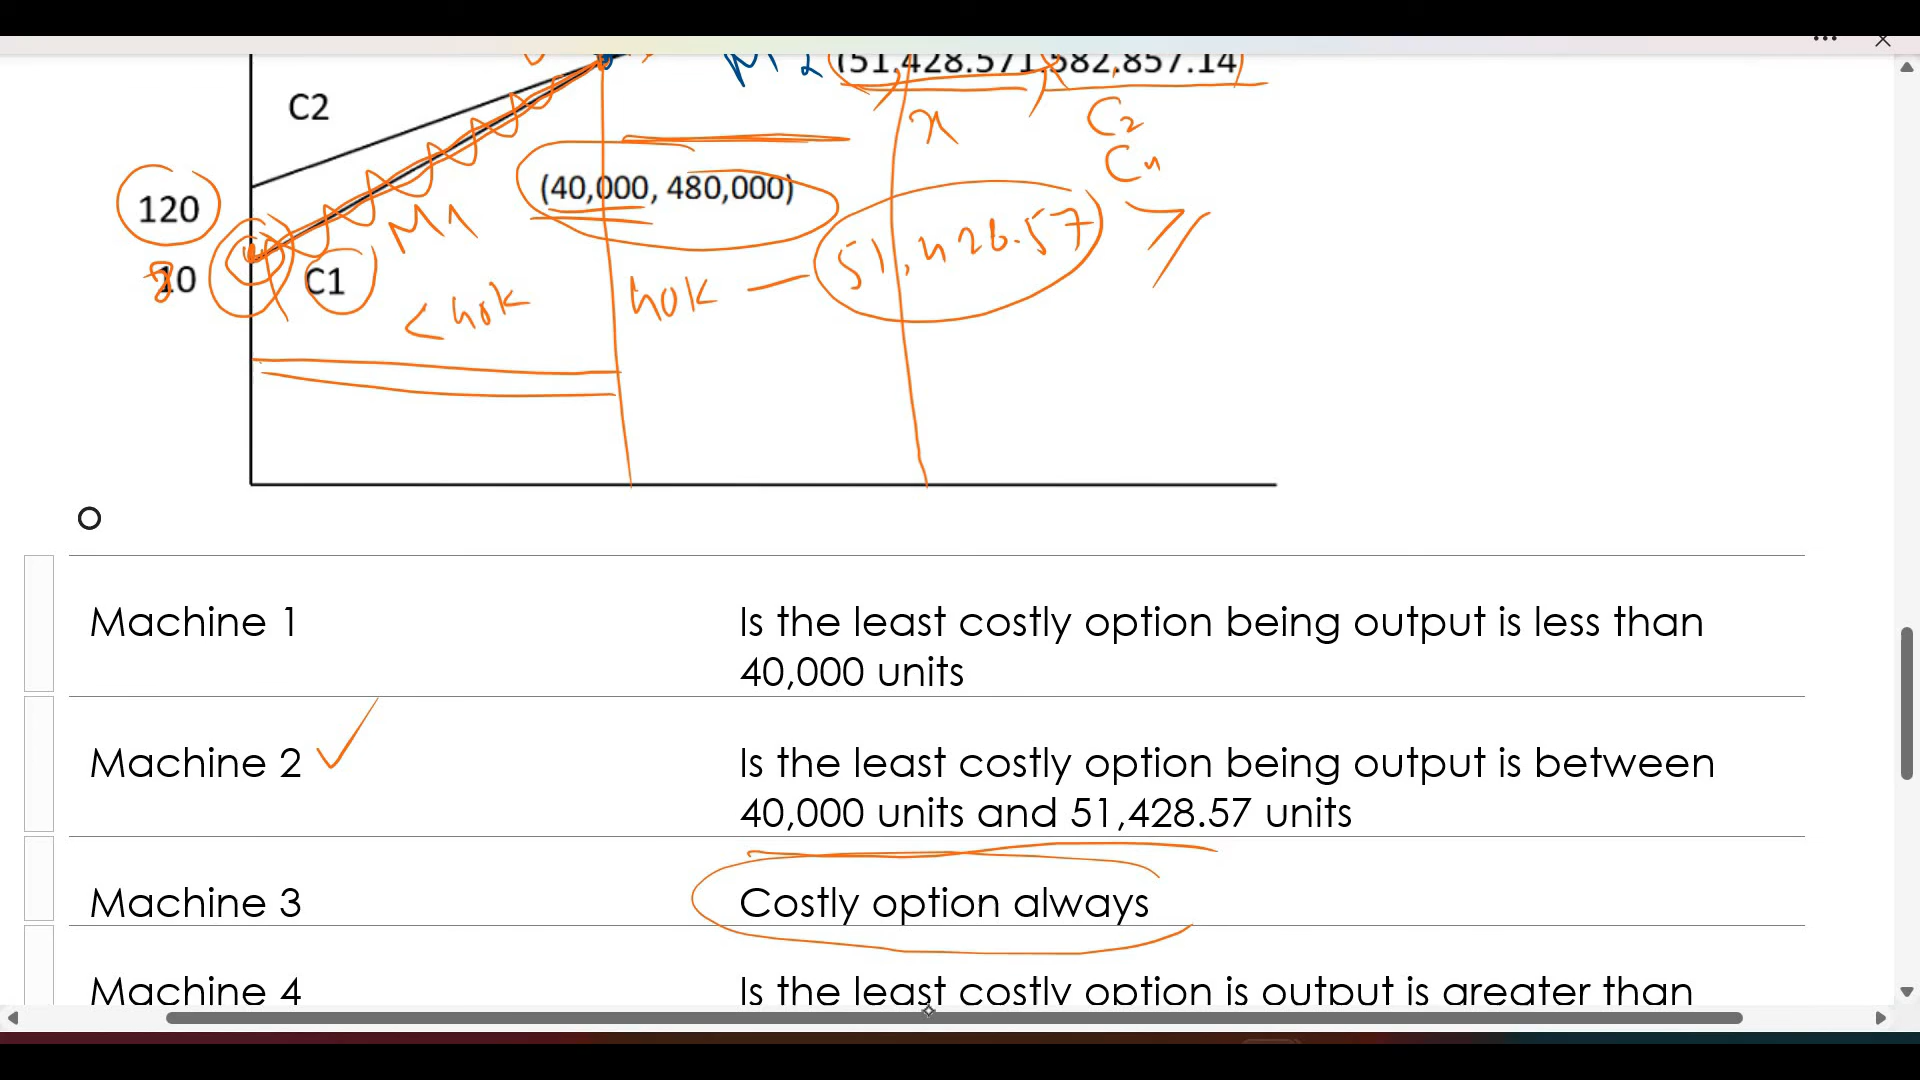 M 2 (51,428.571,582,857.14)
C2
x
C2
C4
120
(40,000, 480,000)
M1
51,428.57
10
C1
<40K
40K —
Machine 1
Is the least costly option being output is less than
40,000 units
Machine 2
Is the least costly option being output is between
40,000 units and 51,428.57 units
Machine 3
Costly option always
Machine 4
Is the least costly option is output is greater than